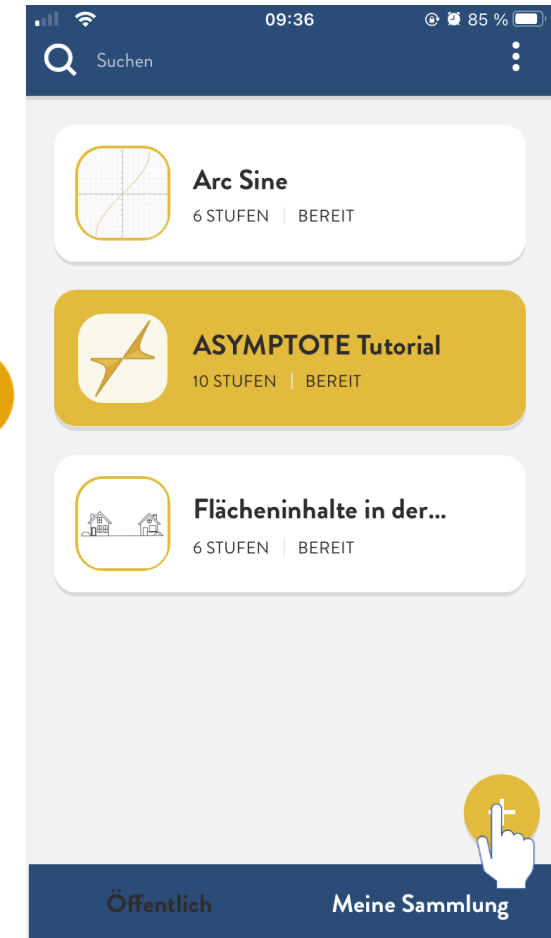 09:36
85 %
Suchen
Arc Sine
6 STUFEN | BEREIT
ASYMPTOTE Tutorial
10 STUFEN | BEREIT
Flächeninhalte in der...
6 STUFEN | BEREIT
+
Öffentlich
Meine Sammlung